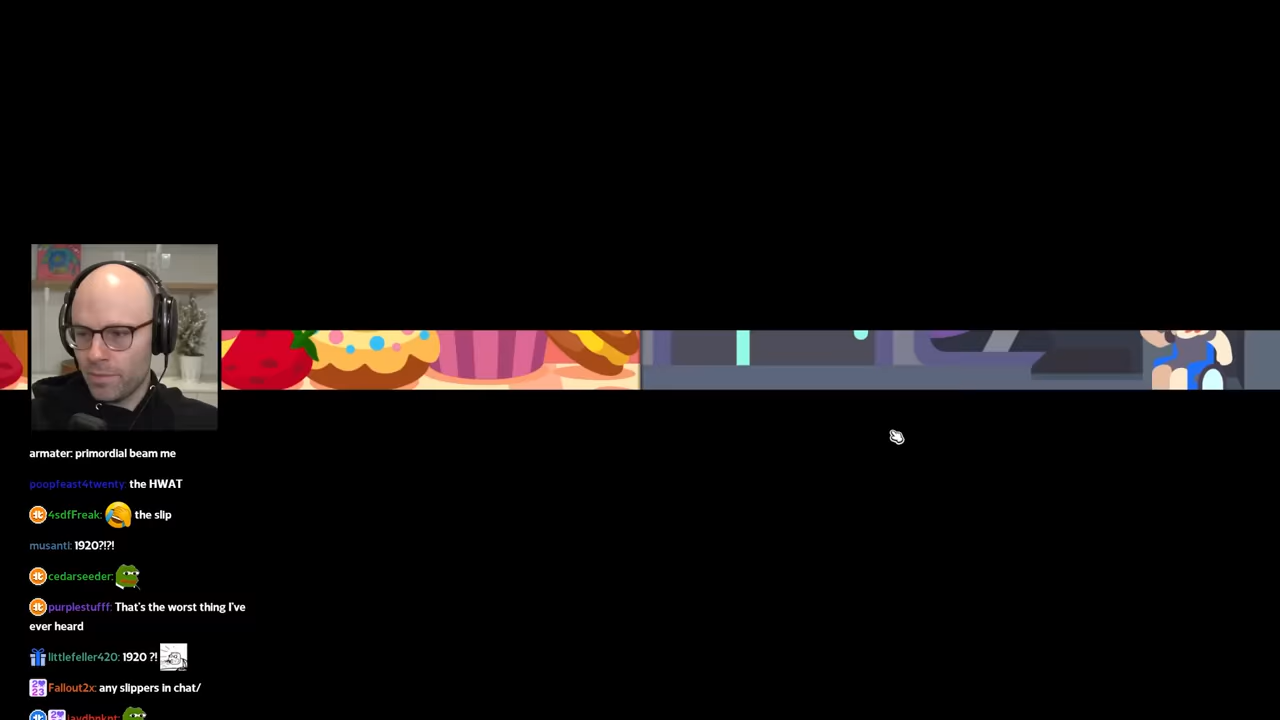 armater: primordial beam me
poopfeast4twenty: the HWAT
4sdfFreak: the slip
musanti: 1920?!?!
cedarseeder:
purplestufff: That's the worst thing I've
ever heard
littlefeller420: 1920 ?!
Fallout2x: any slippers in chat/